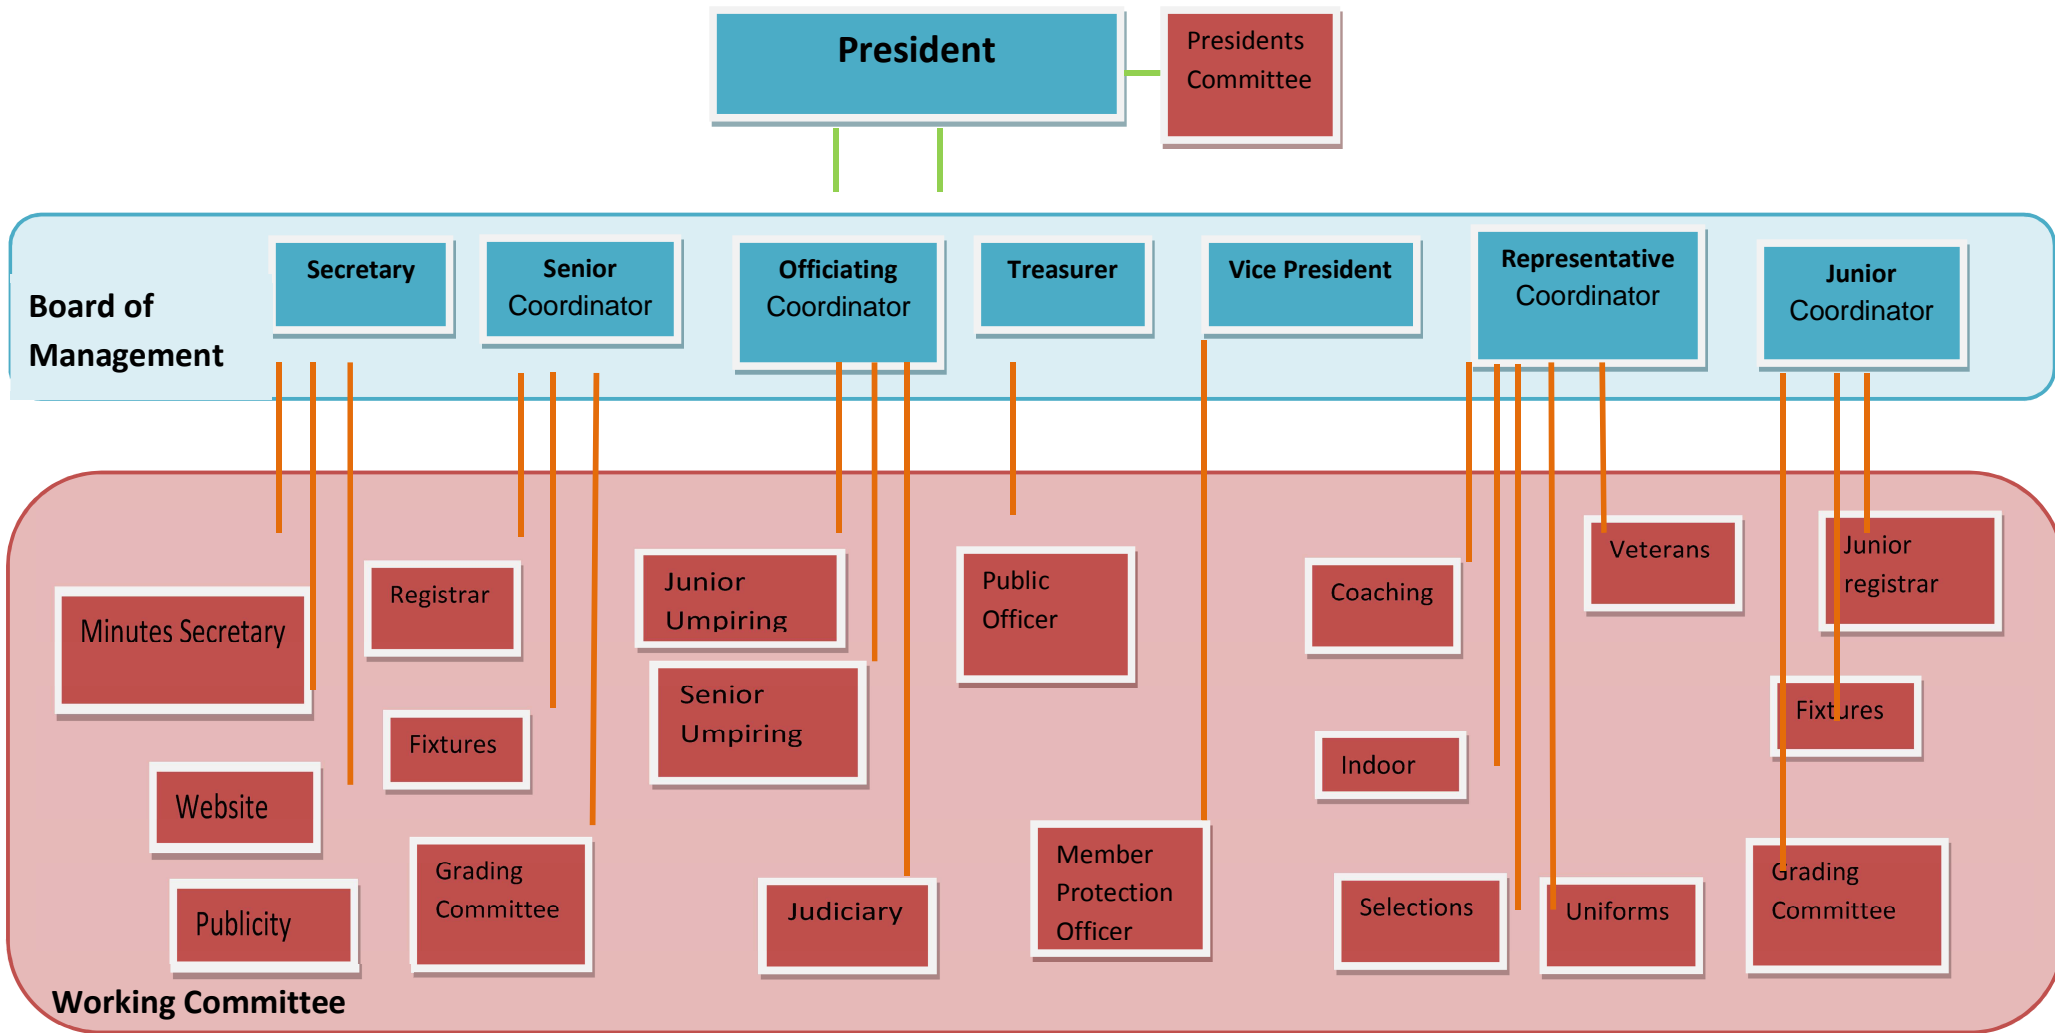 President
Presidents
Committee
Board of
Management
Secretary
Senior
Coordinator
Officiating
Coordinator
Treasurer
Vice President
Representative
Coordinator
Junior
Coordinator
Minutes Secretary
Website
Publicity
Registrar
Fixtures
Grading
Committee
Junior
Umpiring
Senior
Umpiring
Judiciary
Public
Officer
Member
Protection
Officer
Coaching
Indoor
Selections
Veterans
Uniforms
Junior
registrar
Fixtures
Grading
Committee
Working Committee